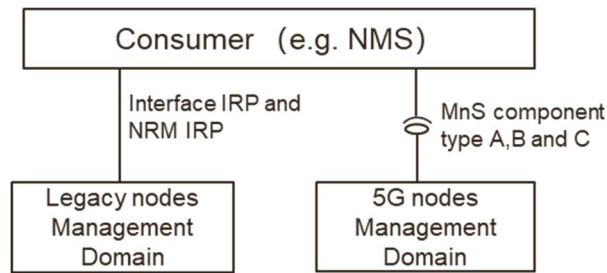 Consumer (e.g. NMS)
Interface IRP and
NRM IRP
MnS component
type A,B and C
Legacy nodes
Management
Domain
5G nodes
Management
Domain